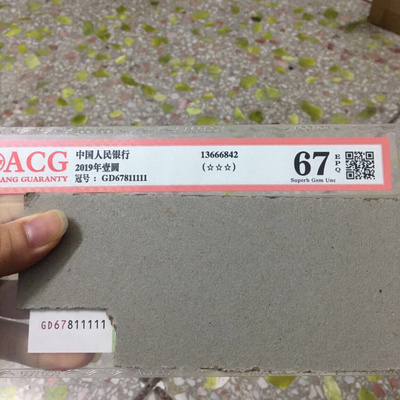 ACG
ANG GUARANTY
中国人民银行
2019年壹圆
冠号：GD67811111
13666842
(☆☆☆)
67
EPQ
Superb Gem Unc
GD67811111